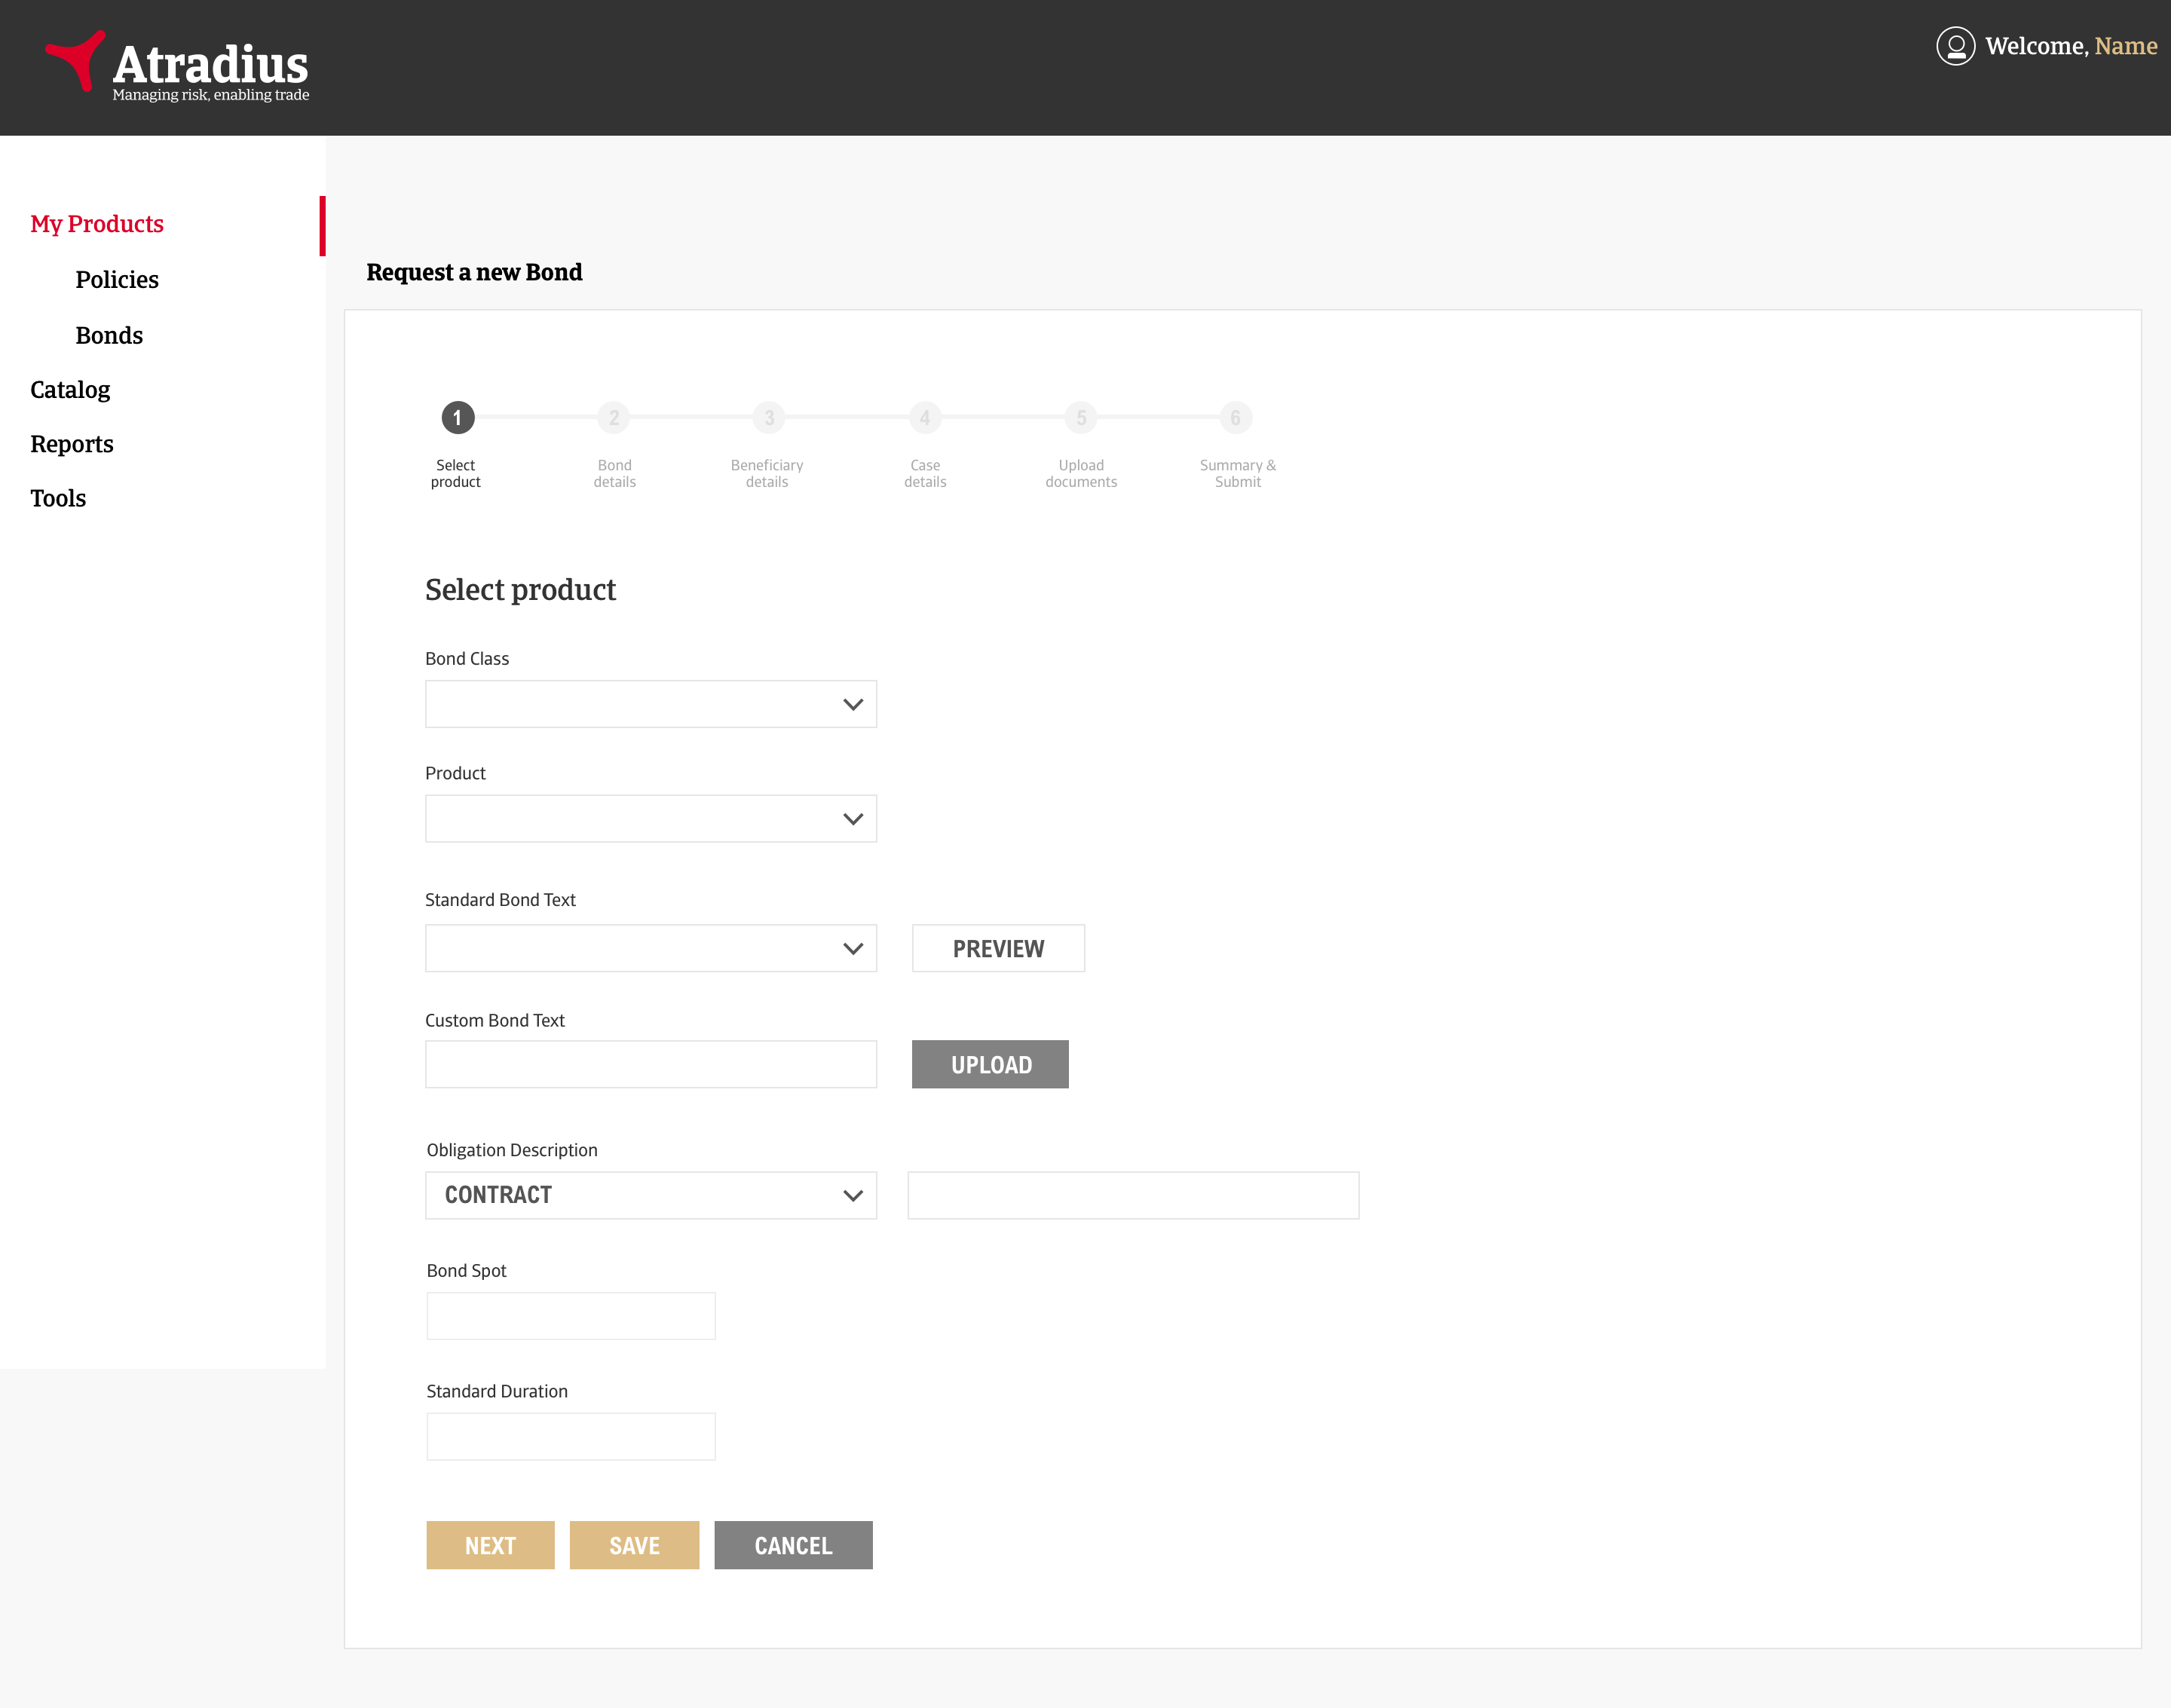 Atradius
Managing risk, enabling trade
Welcome, Name
My Products
Policies
Bonds
Catalog
Reports
Tools
Request a new Bond
1 2 3 4 5 6
Select product
Bond details
Beneficiary details
Case details
Upload documents
Summary & Submit
Select product
Bond Class
Product
Standard Bond Text
PREVIEW
Custom Bond Text
UPLOAD
Obligation Description
CONTRACT
Bond Spot
Standard Duration
NEXT SAVE CANCEL